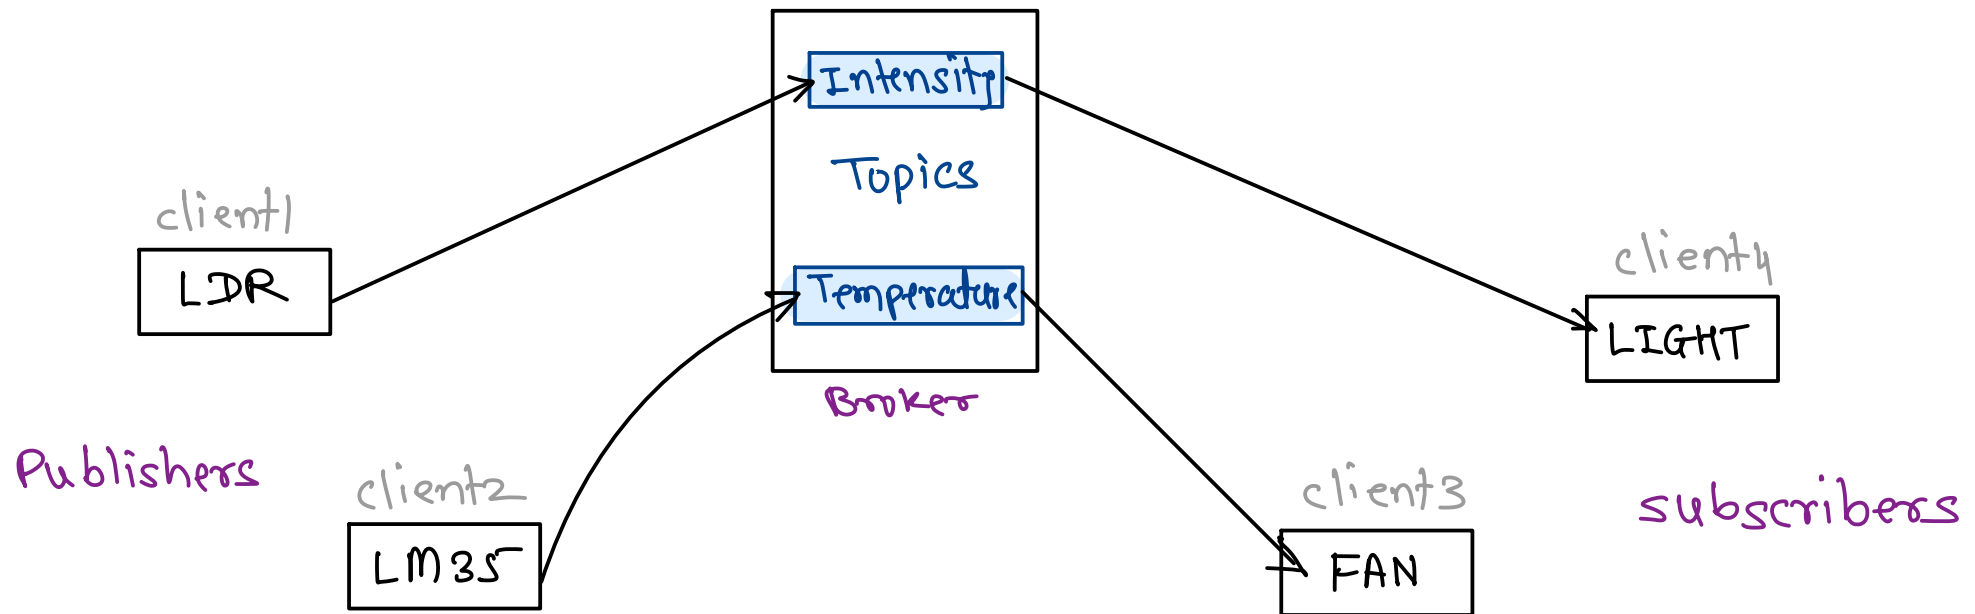 Intensity
Topics
client1
LDR
Temperature
client4
LIGHT
Broker
Publishers
client2
LM35
client3
FAN
subscribers